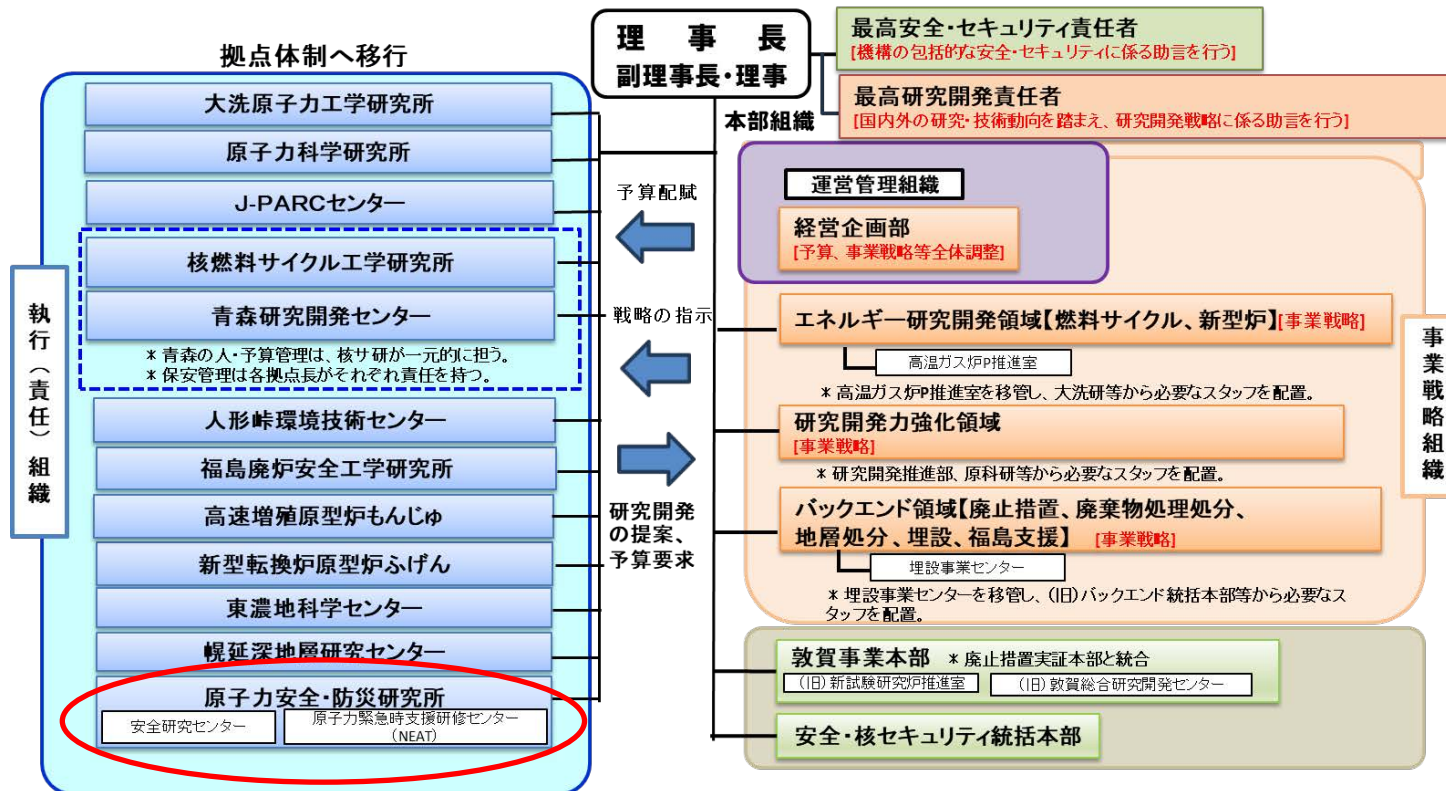 理事長
副理事長・理事
最高安全・セキュリティ責任者
[機構の包括的な安全・セキュリティに係る助言を行う]
最高研究開発責任者
[国内外の研究・技術動向を踏まえ、研究開発戦略に係る助言を行う]
拠点体制へ移行
執行(責任)組織
大洗原子力工学研究所
原子力科学研究所
J-PARCセンター
核燃料サイクル工学研究所
青森研究開発センター
* 青森の人・予算管理は、核サ研が一元的に担う。
* 保安管理は各拠点長がそれぞれ責任を持つ。
人形峠環境技術センター
福島廃炉安全工学研究所
高速増殖原型炉もんじゅ
新型転換炉原型炉ふげん
東濃地科学センター
幌延深地層研究センター
原子力安全・防災研究所
安全研究センター
原子力緊急時支援研修センター
(NEAT)
予算配賦
戦略の指示
研究開発
の提案、
予算要求
本部組織
運営管理組織
経営企画部
[予算、事業戦略等全体調整]
事業戦略組織
エネルギー研究開発領域【燃料サイクル、新型炉】[事業戦略]
高温ガス炉P推進室
* 高温ガス炉P推進室を移管し、大洗研等から必要なスタッフを配置。
研究開発力強化領域
[事業戦略]
* 研究開発推進部、原科研等から必要なスタッフを配置。
バックエンド領域【廃止措置、廃棄物処理処分、
地層処分、埋設、福島支援】 [事業戦略]
埋設事業センター
* 埋設事業センターを移管し、(旧)バックエンド統括本部等から必要なス
タッフを配置。
敦賀事業本部 * 廃止措置実証本部と統合
(旧)新試験研究炉推進室
(旧)敦賀総合研究開発センター
安全・核セキュリティ統括本部